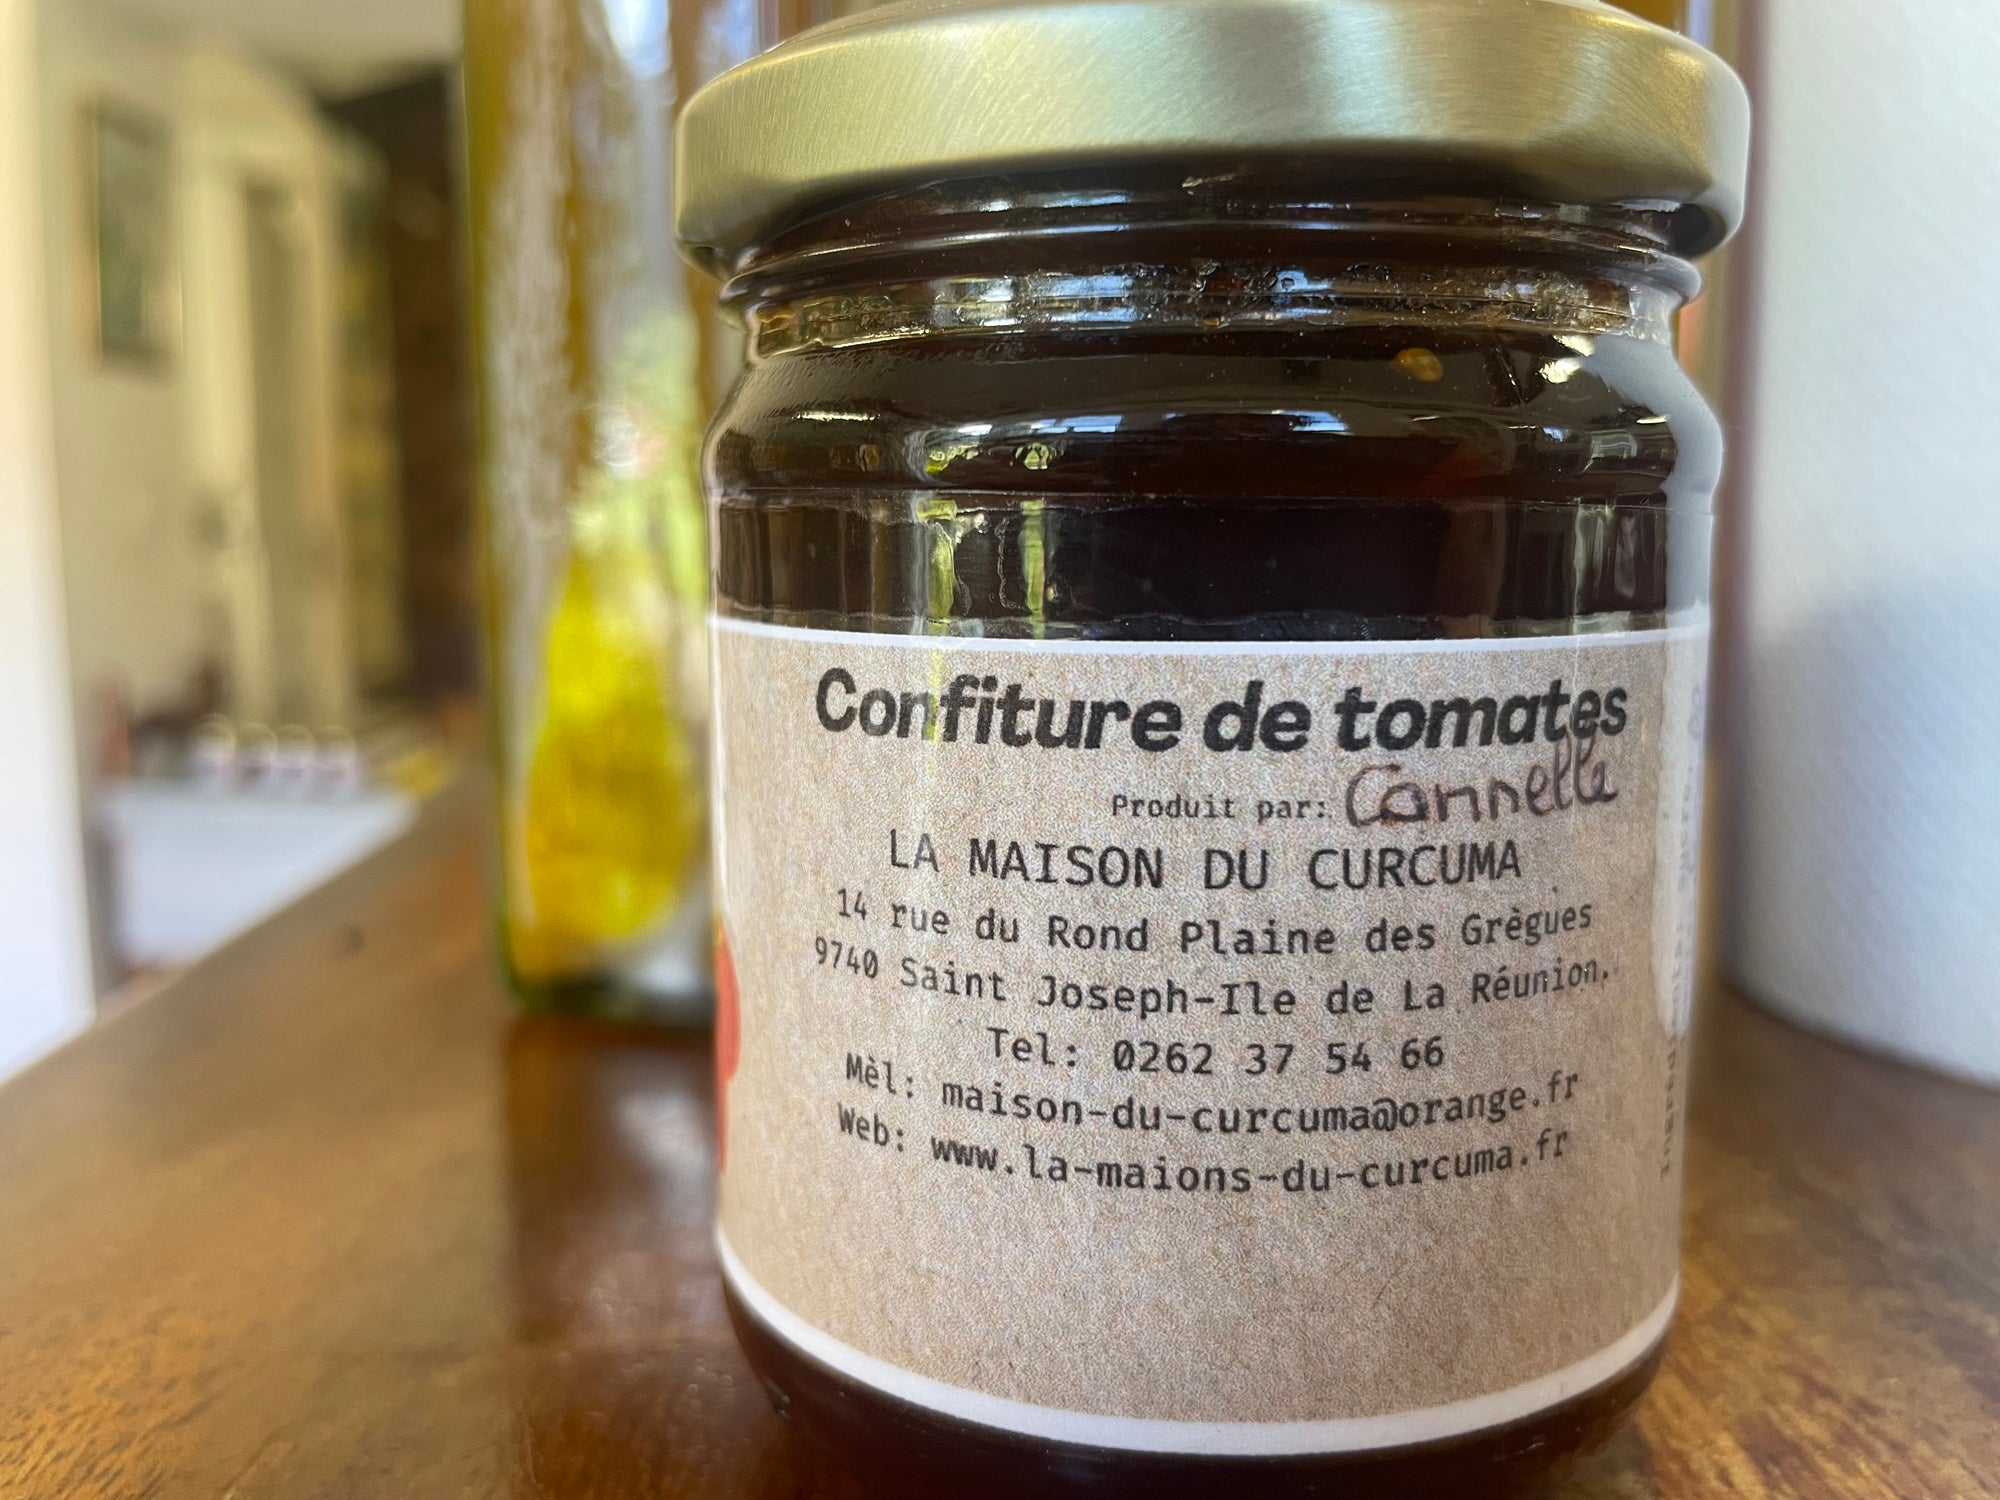 Confiture de tomates
Cannelle
Produit par:
LA MAISON DU CURCUMA
14 rue du Rond Plaine des Grègues
9740 Saint Joseph-Ile de La Réunion.
Tel: 0262 37 54 66
Mèl: maison-du-curcuma@orange.fr
Web: www.la-maions-du-curcuma.fr